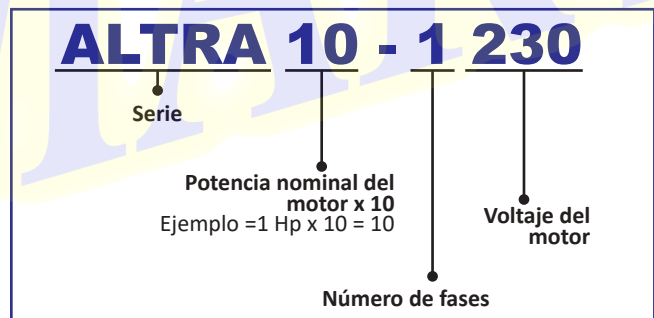 ALTRA 10 - 1 230
Serie
Potencia nominal del
motor x 10
Ejemplo =1 Hp x 10 = 10
Voltaje del
motor
Número de fases